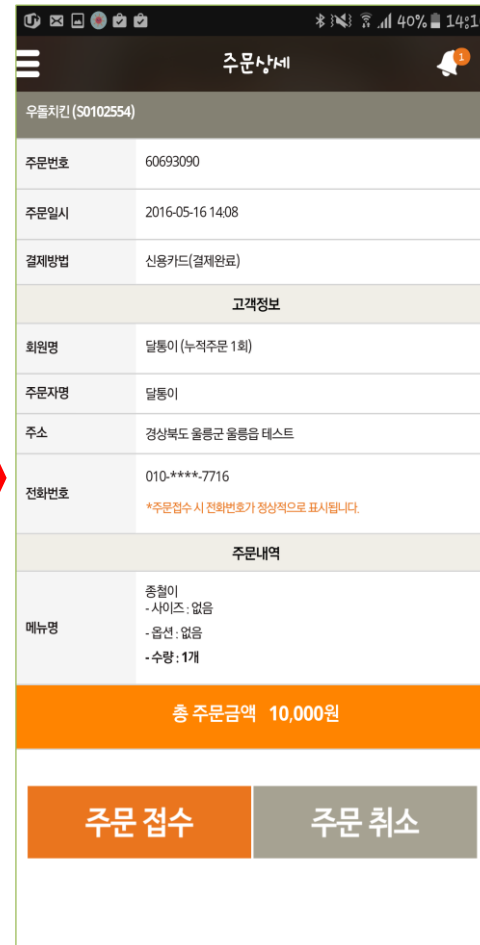 40% 14:1
주문상세
1
우돌치킨 (S0102554)
주문번호 60693090
주문일시 2016-05-16 14:08
결제방법 신용카드(결제완료)
고객정보
회원명 달통이 (누적주문 1회)
주문자명 달통이
주소 경상북도 울릉군 울릉읍 테스트
전화번호 010-****-7716
*주문접수 시 전화번호가 정상적으로 표시됩니다.
주문내역
메뉴명 종철이
- 사이즈 : 없음
- 옵션 : 없음
- 수량 : 1개
총 주문금액 10,000원
주문 접수 주문 취소